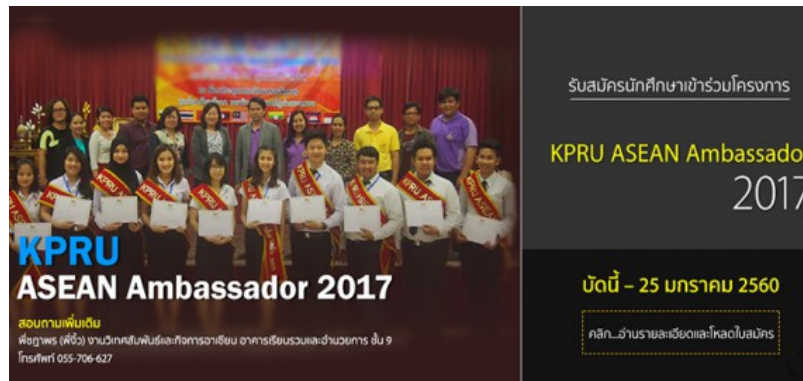 KPRU
ASEAN Ambassador 2017
สอบถามเพิ่มเติม
พี่ชฎาพร (พี่จิ๋ว) งานวิเทศสัมพันธ์และกิจการอาเซียน อาคารเรียนรวมและอำนวยการ ชั้น 9
โทรศัพท์ 055-706-627
รับสมัครนักศึกษาเข้าร่วมโครงการ
KPRU ASEAN Ambassado
2017
บัดนี้ – 25 มกราคม 2560
คลิก...อ่านรายละเอียดและโหลดใบสมัคร